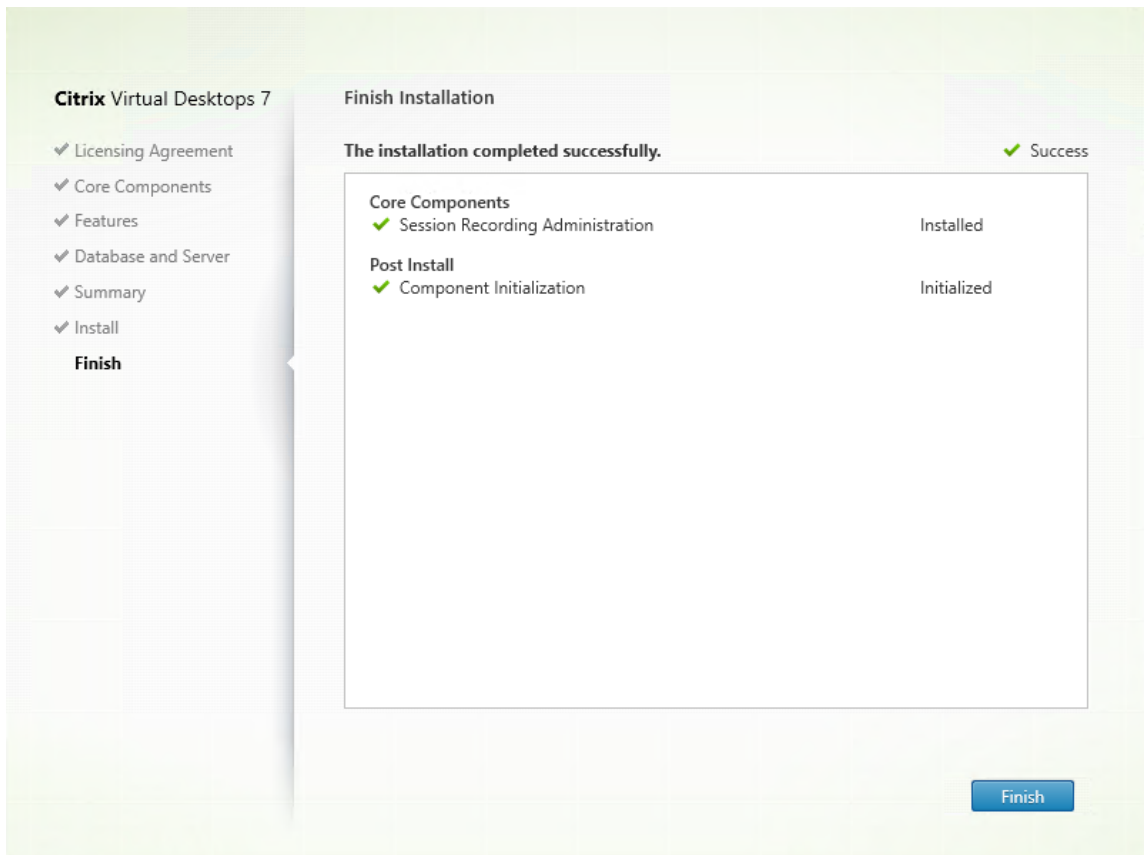 Citrix Virtual Desktops 7
Licensing Agreement
Core Components
Features
Database and Server
Summary
Install
Finish
Finish Installation
The installation completed successfully.
Success
Core Components
Session Recording Administration Installed
Post Install
Component Initialization Initialized
Finish